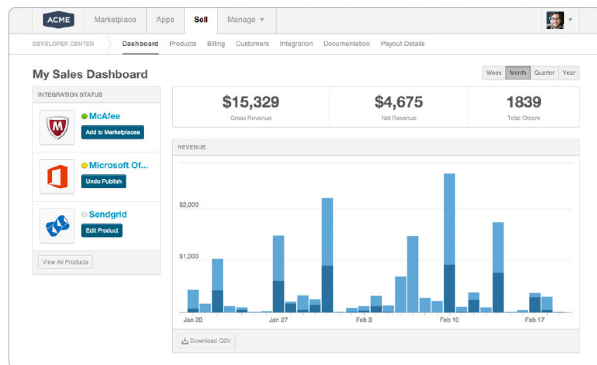 ACME Marketplace Apps Sell Manage
DEVELOPER CENTER Dashboard Products Billing Customers Integration Documentation Payout Details
My Sales Dashboard
Week Month Quarter Year
INTEGRATION STATUS
McAfee
Add to Marketplaces
Microsoft Of...
Undo Publish
Sendgrid
Edit Product
View All Products
$15,329 $4,675 1839
Gross Revenue Net Revenue Total Orders
REVENUE
$2,000
$1,000
Jan 20 Jan 27 Feb 3 Feb 10 Feb 17
Download CSV